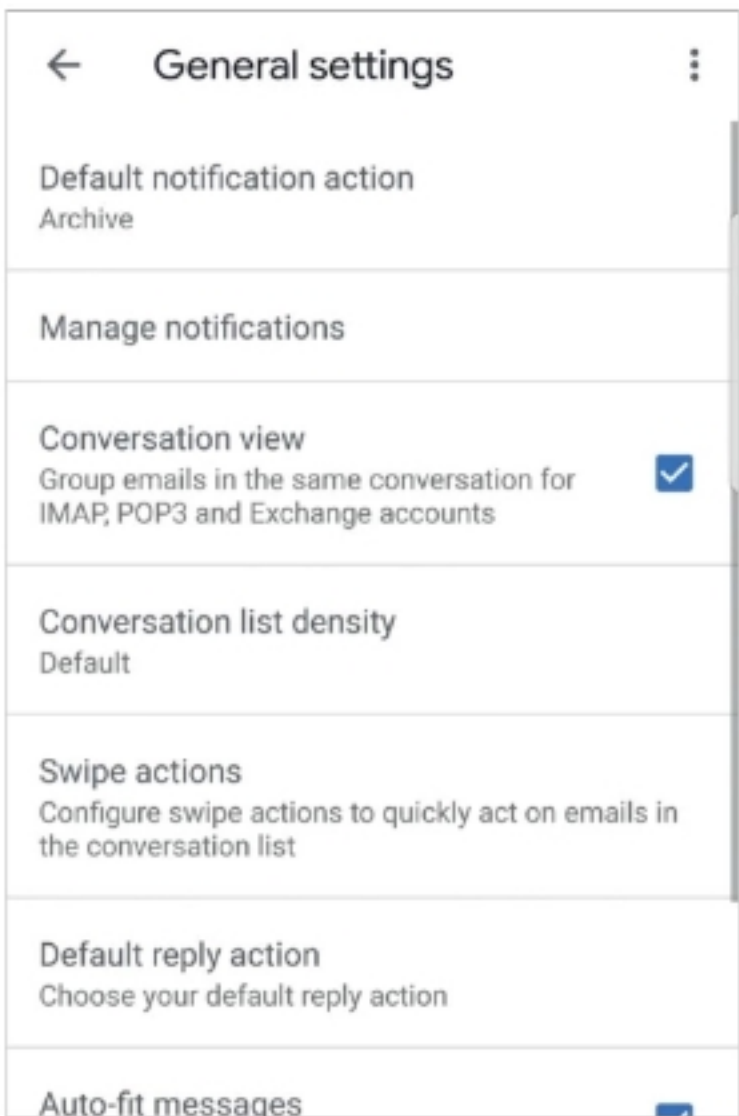 General settings
Default notification action
Archive
Manage notifications
Conversation view
Group emails in the same conversation for
IMAP, POP3 and Exchange accounts
Conversation list density
Default
Swipe actions
Configure swipe actions to quickly act on emails in
the conversation list
Default reply action
Choose your default reply action
Auto-fit messages